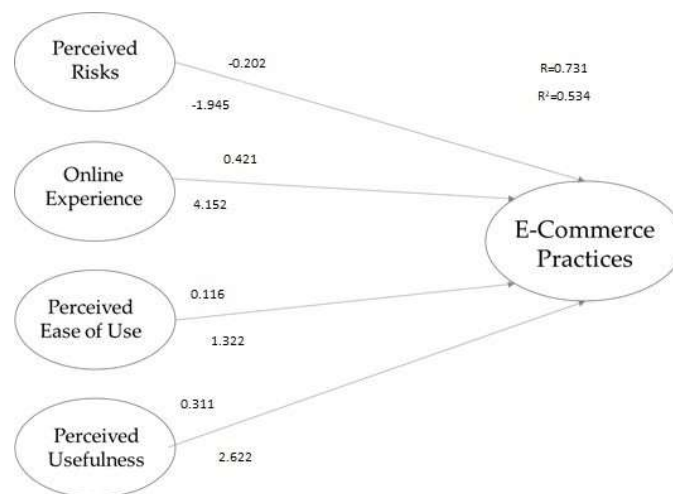 Perceived
Risks
-0.202
-1.945
R=0.731
R²=0.534
Online
Experience
0.421
4.152
E-Commerce
Practices
Perceived
Ease of Use
0.116
1.322
Perceived
Usefulness
0.311
2.622